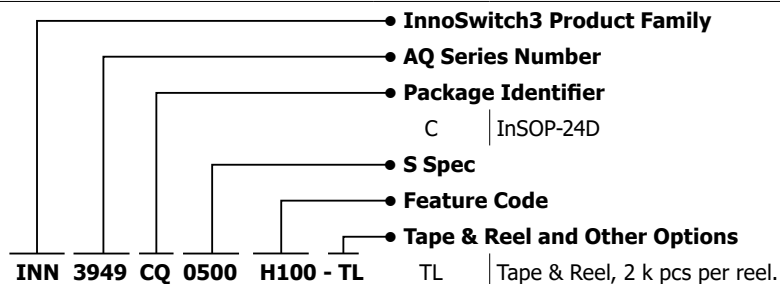 InnoSwitch3 Product Family
AQ Series Number
Package Identifier
C InSOP-24D
S Spec
Feature Code
Tape & Reel and Other Options
INN 3949 CQ 0500 H100 - TL TL Tape & Reel, 2 k pcs per reel.